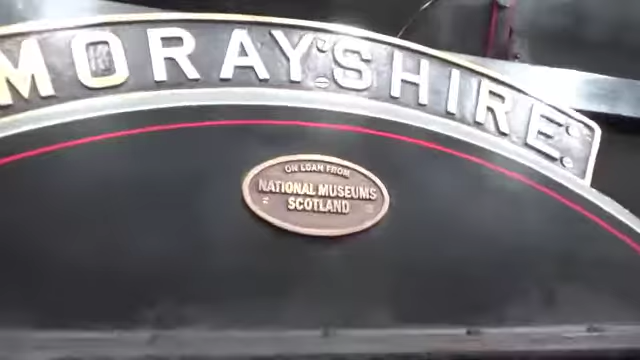 MORAYSHIRE
ON LOAN FROM
NATIONAL MUSEUMS
SCOTLAND